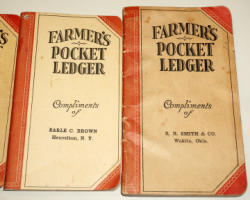 FARMER'S
POCKET
LEDGER
Compliments
of
EARLE C. BROWN
Heuvelton, N. Y.
FARMER'S
POCKET
LEDGER
Compliments
of
E. R. SMITH & CO.
Wakita, Okla.